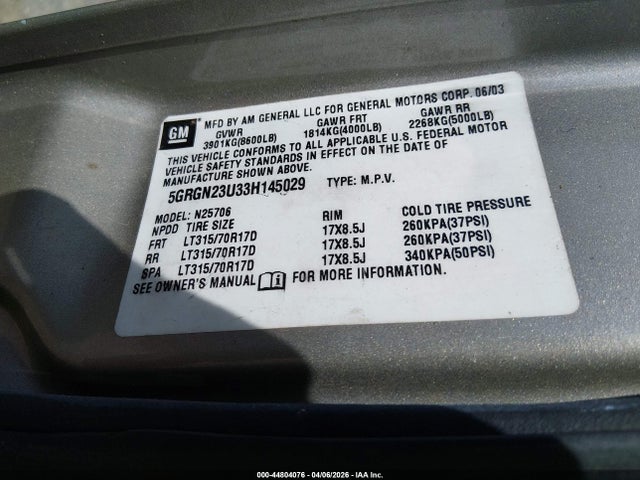 GM
MFD BY AM GENERAL LLC FOR GENERAL MOTORS CORP. 06/03
GVWR GAWR FRT GAWR RR
3901KG(8600LB) 1814KG(4000LB) 2268KG(5000LB)
THIS VEHICLE CONFORMS TO ALL APPLICABLE U.S. FEDERAL MOTOR
VEHICLE SAFETY STANDARDS IN EFFECT ON THE DATE OF
MANUFACTURE SHOWN ABOVE.
5GRGN23U33H145029 TYPE: M.P.V.
MODEL: N25706
NPDD TIRE SIZE RIM COLD TIRE PRESSURE
FRT LT315/70R17D 17X8.5J 260KPA(37PSI)
RR LT315/70R17D 17X8.5J 260KPA(37PSI)
SPA LT315/70R17D 17X8.5J 340KPA(50PSI)
SEE OWNER'S MANUAL FOR MORE INFORMATION.
000-44804076 - 04/06/2026 - IAA Inc.